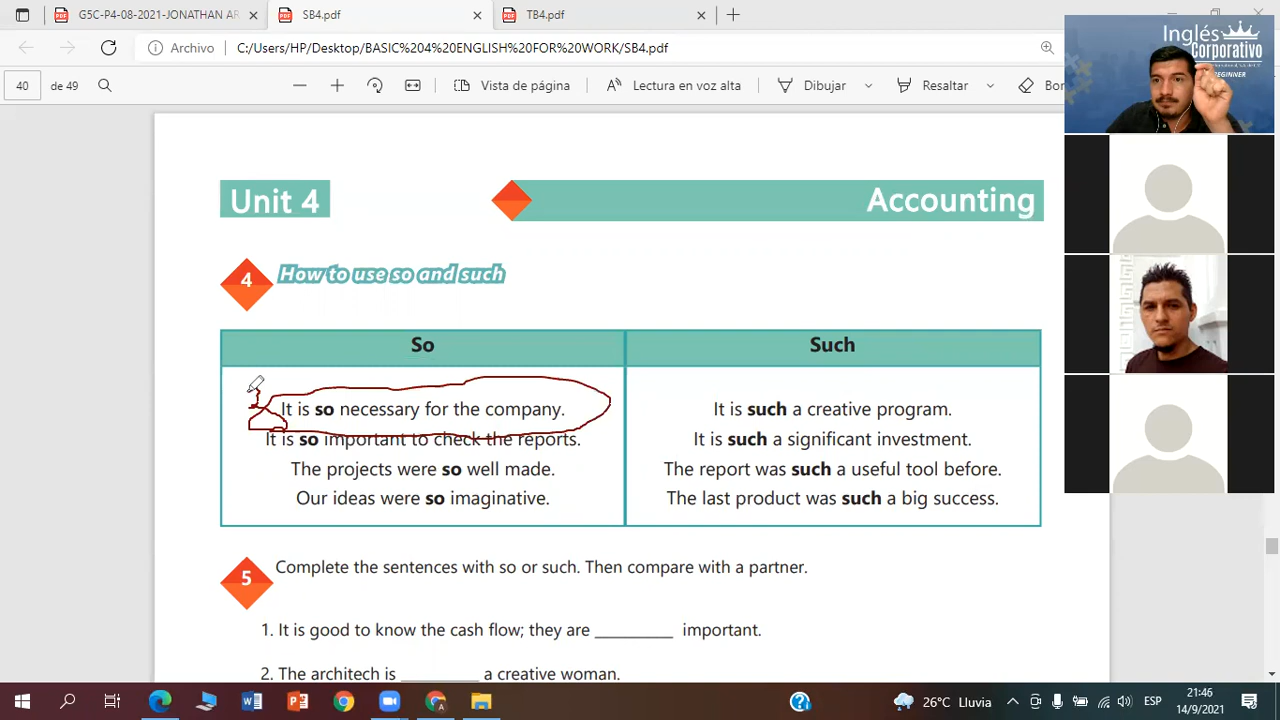 G5C-P4-08-2021-JONATHAN AR
SB4.pdf
TB4.pdf
Archivo
C:/Users/HP/Desktop/BASIC%204%20ENGLISH%20FOR%20WORK/SB4.pdf
40
de 49
Vista de página
Lectura en voz alta
Dibujar
Resaltar
Bor
Inglés
Corporativo
BEGINNER
Unit 4
Accounting
4
How to use so and such
So
Such
It is so necessary for the company.
It is so important to check the reports.
The projects were so well made.
Our ideas were so imaginative.
It is such a creative program.
It is such a significant investment.
The report was such a useful tool before.
The last product was such a big success.
5
Complete the sentences with so or such. Then compare with a partner.
1. It is good to know the cash flow; they are ________ important.
2. The architech is ________ a creative woman.
26°C Lluvia
ESP
21:46
14/9/2021